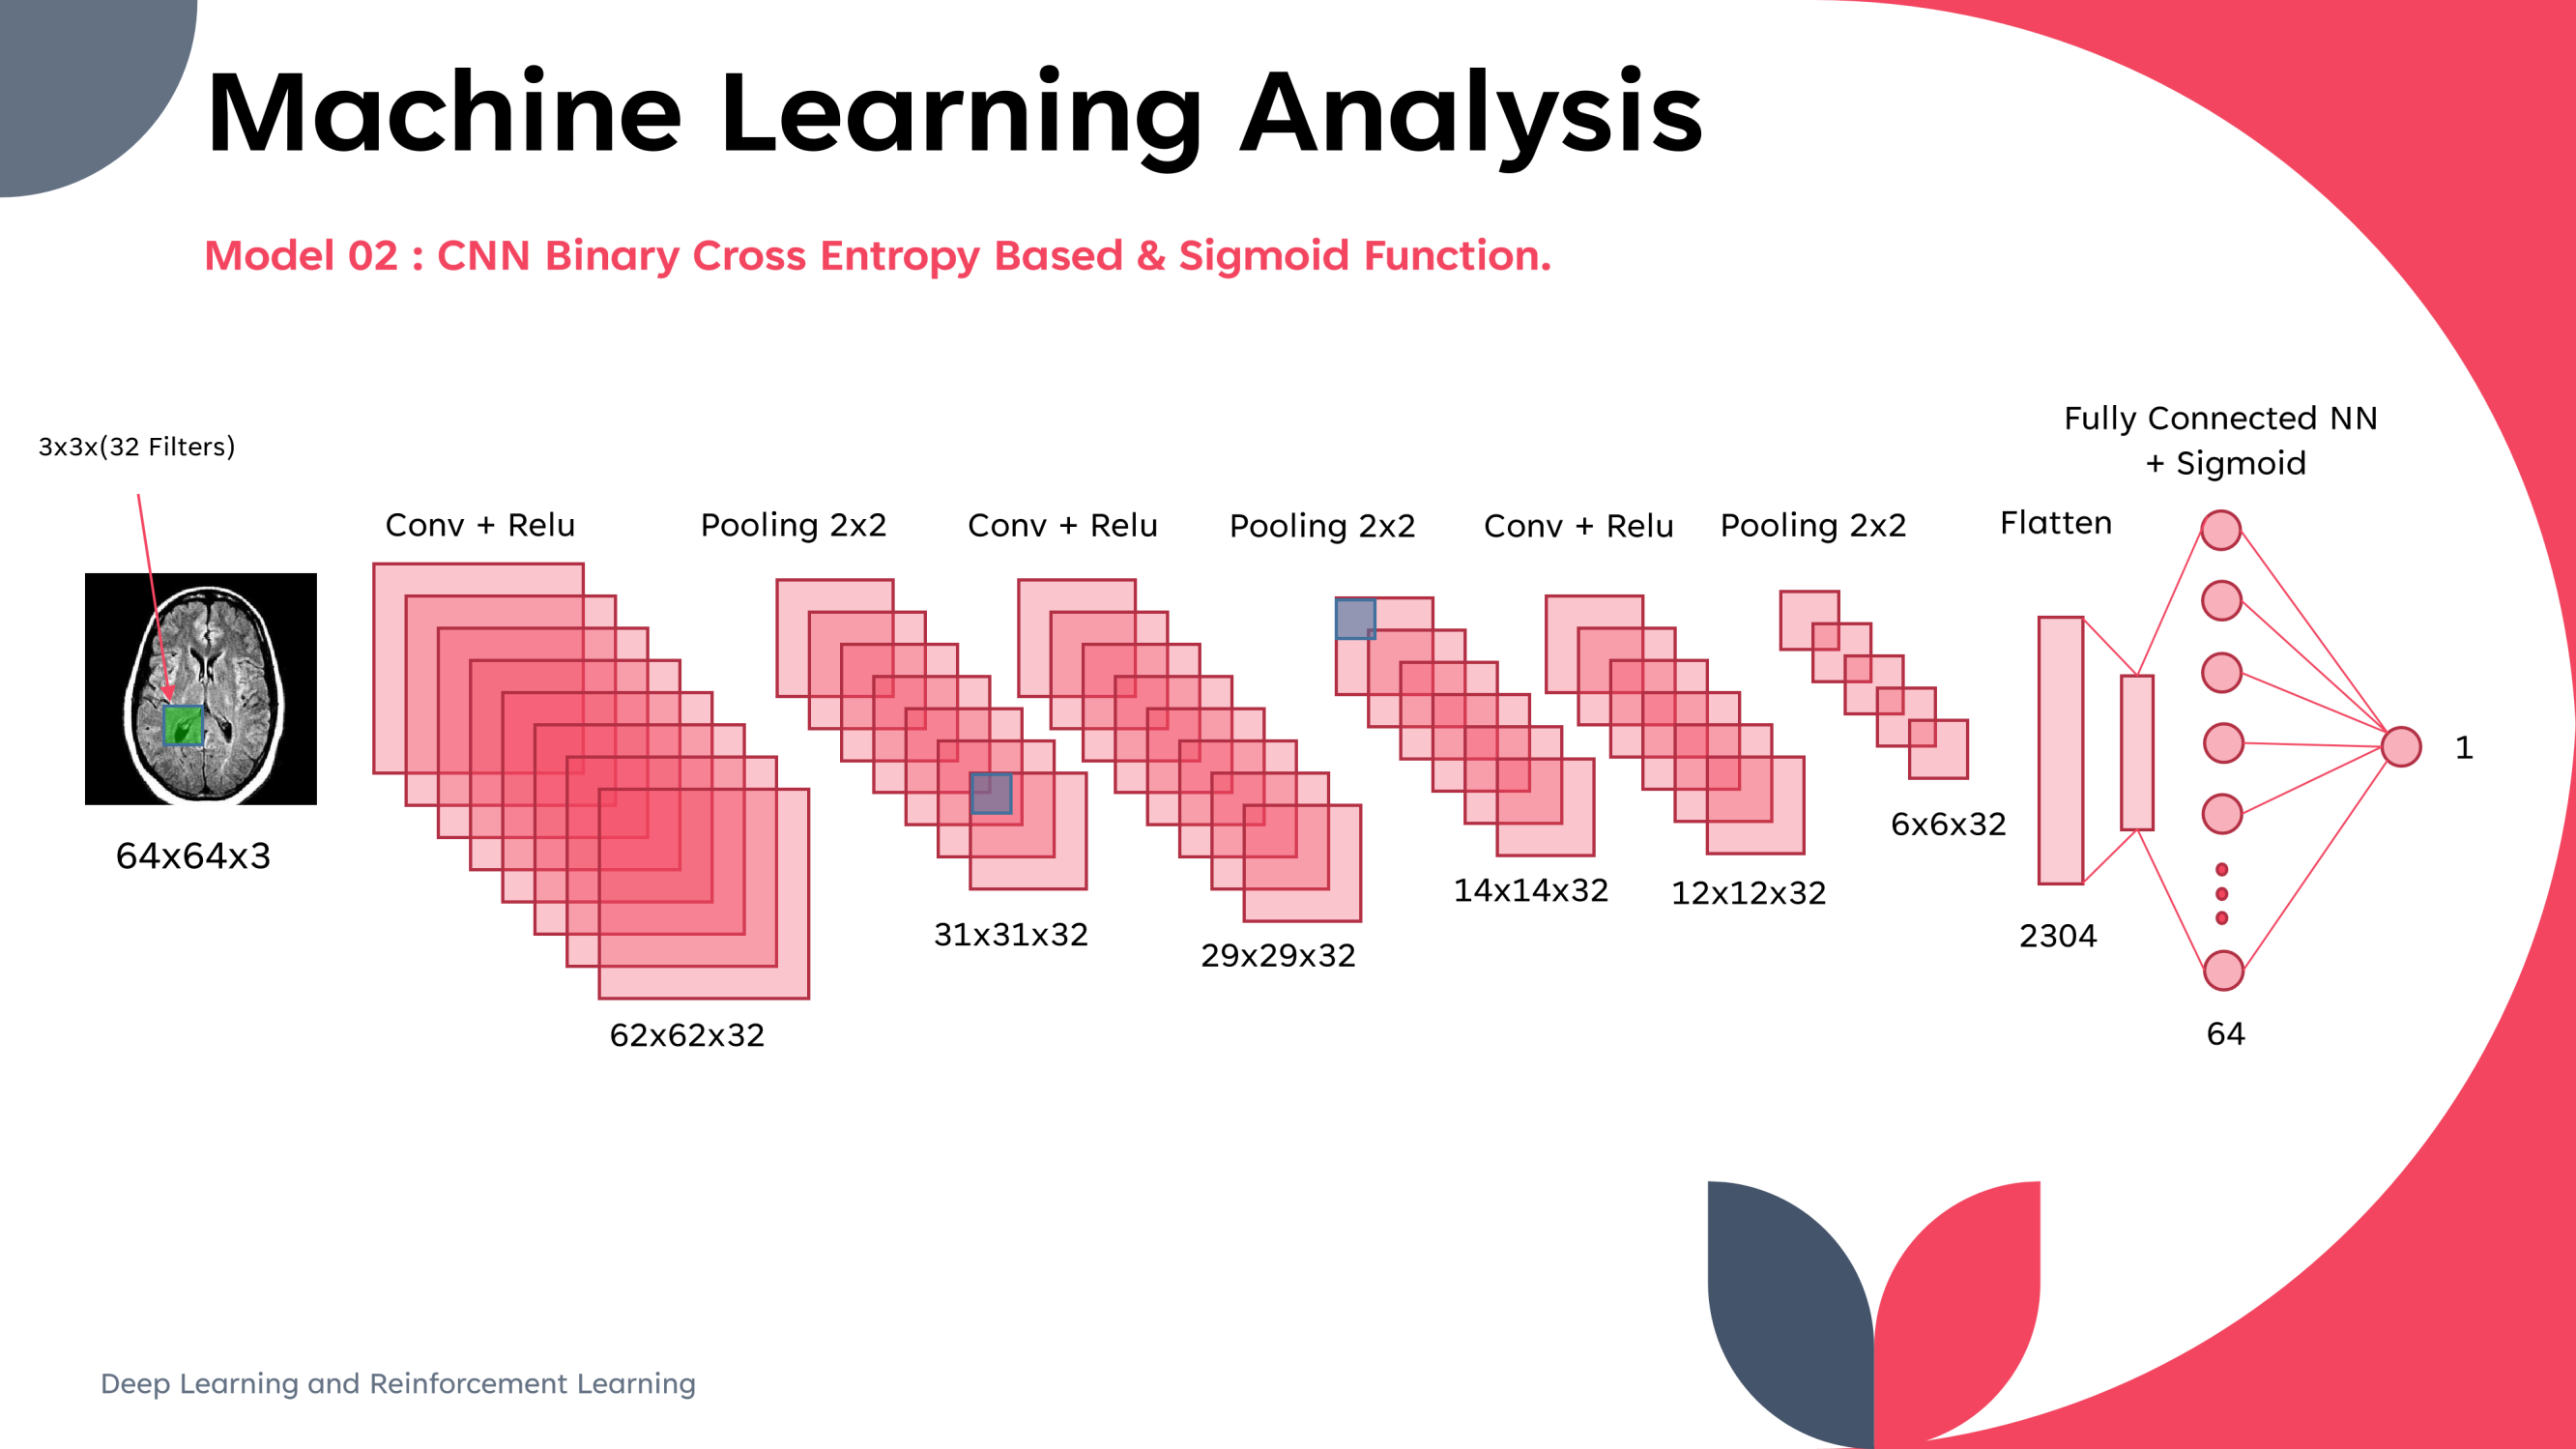 Machine Learning Analysis
Model 02 : CNN Binary Cross Entropy Based & Sigmoid Function.
3x3x(32 Filters)
64x64x3
Conv + Relu
62x62x32
Pooling 2x2
31x31x32
Conv + Relu
29x29x32
Pooling 2x2
14x14x32
Conv + Relu
12x12x32
Pooling 2x2
6x6x32
Flatten
2304
Fully Connected NN
+ Sigmoid
64
1
Deep Learning and Reinforcement Learning